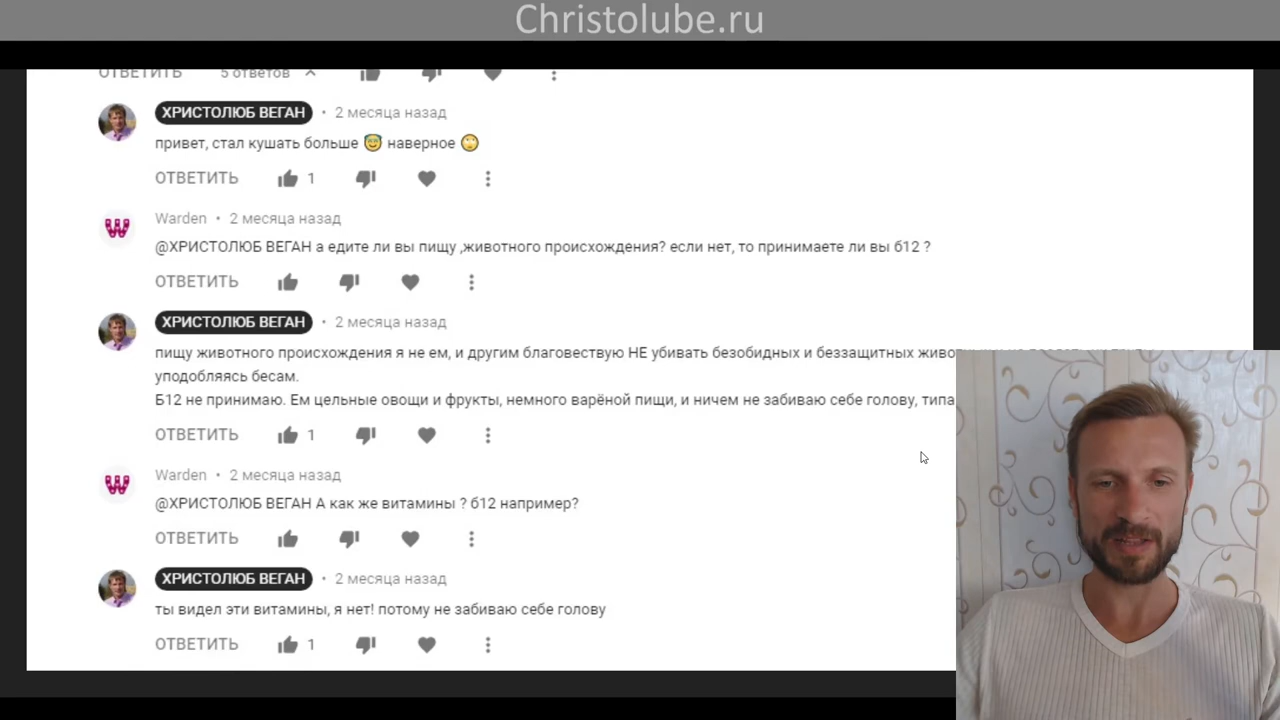 Christolube.ru
ОТВЕТИТЬ 5 ответов
ХРИСТОЛЮБ ВЕГАН • 2 месяца назад
привет, стал кушать больше 😇 наверное 🙄
ОТВЕТИТЬ 1
Warden • 2 месяца назад
@ХРИСТОЛЮБ ВЕГАН а едите ли вы пищу ,животного происхождения? если нет, то принимаете ли вы б12 ?
ОТВЕТИТЬ
ХРИСТОЛЮБ ВЕГАН • 2 месяца назад
пищу животного происхождения я не ем, и другим благовествую НЕ убивать безобидных и беззащитных
уподобляясь бесам.
Б12 не принимаю. Ем цельные овощи и фрукты, немного варёной пищи, и ничем не забиваю себе голову, типа
ОТВЕТИТЬ 1
Warden • 2 месяца назад
@ХРИСТОЛЮБ ВЕГАН А как же витамины ? б12 например?
ОТВЕТИТЬ
ХРИСТОЛЮБ ВЕГАН • 2 месяца назад
ты видел эти витамины, я нет! потому не забиваю себе голову
ОТВЕТИТЬ 1